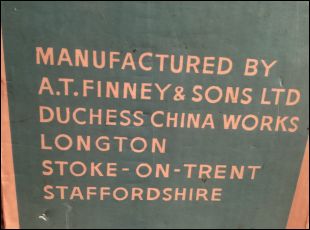 MANUFACTURED BY
A.T.FINNEY & SONS LTD
DUCHESS CHINA WORKS
LONGTON
STOKE-ON-TRENT
STAFFORDSHIRE